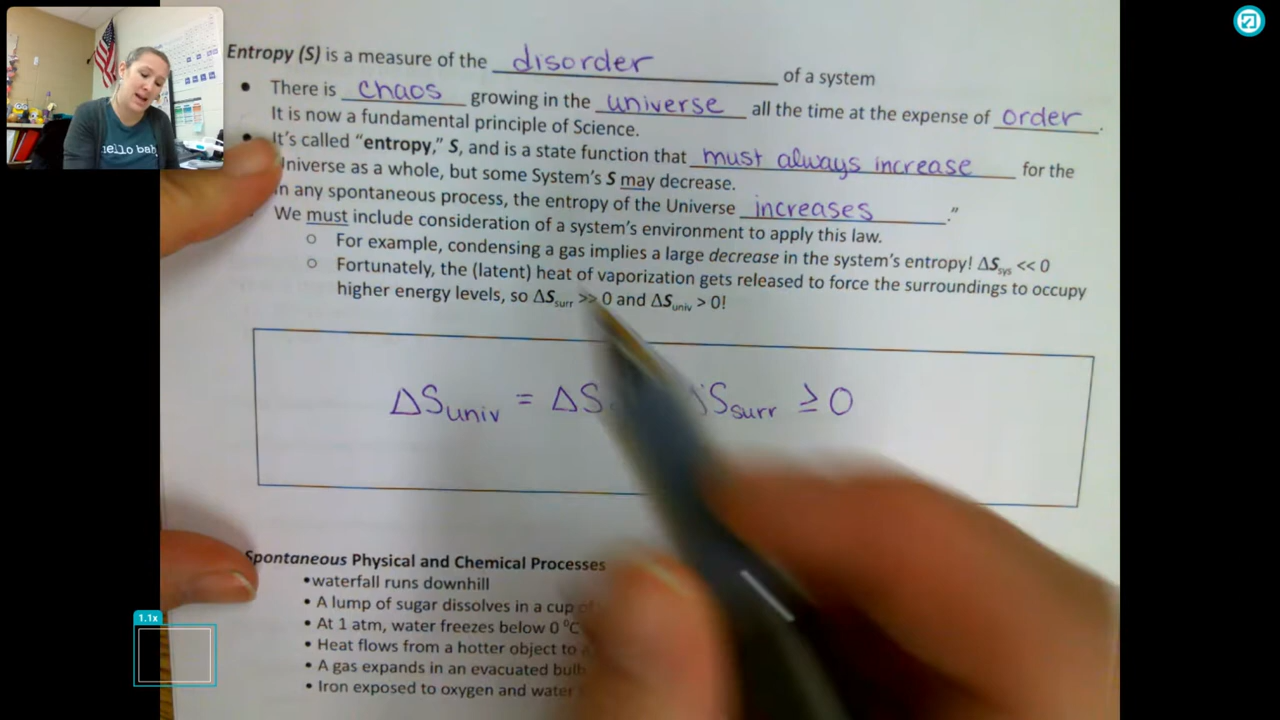 Entropy (S) is a measure of the disorder of a system
• There is chaos growing in the universe all the time at the expense of order.
It is now a fundamental principle of Science.
• It's called "entropy," S, and is a state function that must always increase for the
Universe as a whole, but some System's S may decrease.
in any spontaneous process, the entropy of the Universe increases."
We must include consideration of a system's environment to apply this law.
o For example, condensing a gas implies a large decrease in the system's entropy! ΔSsys << 0
o Fortunately, the (latent) heat of vaporization gets released to force the surroundings to occupy
higher energy levels, so ΔSsurr >> 0 and ΔSuniv > 0!
ΔSuniv = ΔS ΔSsurr ≥ 0
Spontaneous Physical and Chemical Processes
•waterfall runs downhill
• A lump of sugar dissolves in a cup of
• At 1 atm, water freezes below 0 ⁰C
• Heat flows from a hotter object to
• A gas expands in an evacuated bulb
• Iron exposed to oxygen and water
hello bab
1.1x